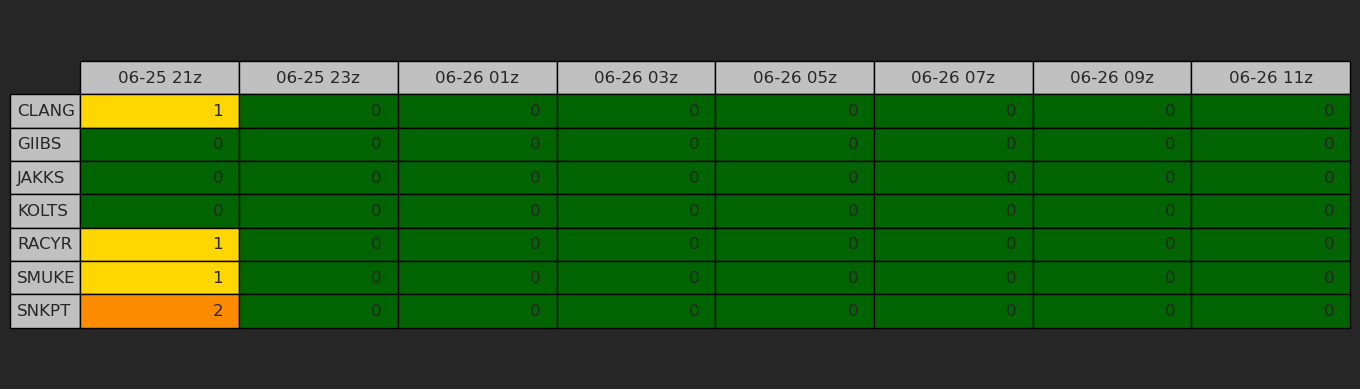 06-25 21z 06-25 23z 06-26 01z 06-26 03z 06-26 05z 06-26 07z 06-26 09z 06-26 11z
CLANG 1 0 0 0 0 0 0 0
GIIBS 0 0 0 0 0 0 0 0
JAKKS 0 0 0 0 0 0 0 0
KOLTS 0 0 0 0 0 0 0 0
RACYR 1 0 0 0 0 0 0 0
SMUKE 1 0 0 0 0 0 0 0
SNKPT 2 0 0 0 0 0 0 0